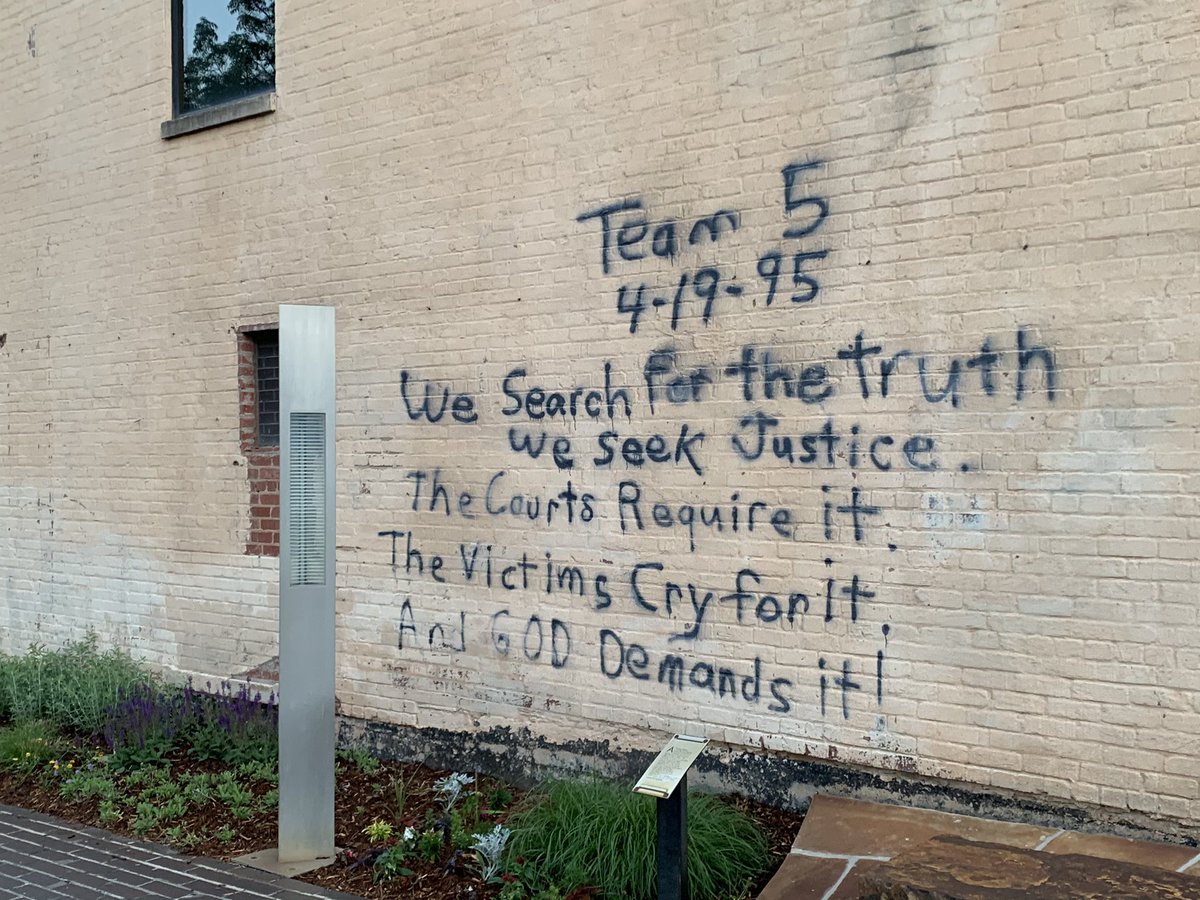 Team 5
4-19-95
We Search for the truth
We seek Justice.
The Courts Require it.
The Victims Cry for it.
And GOD Demands it!